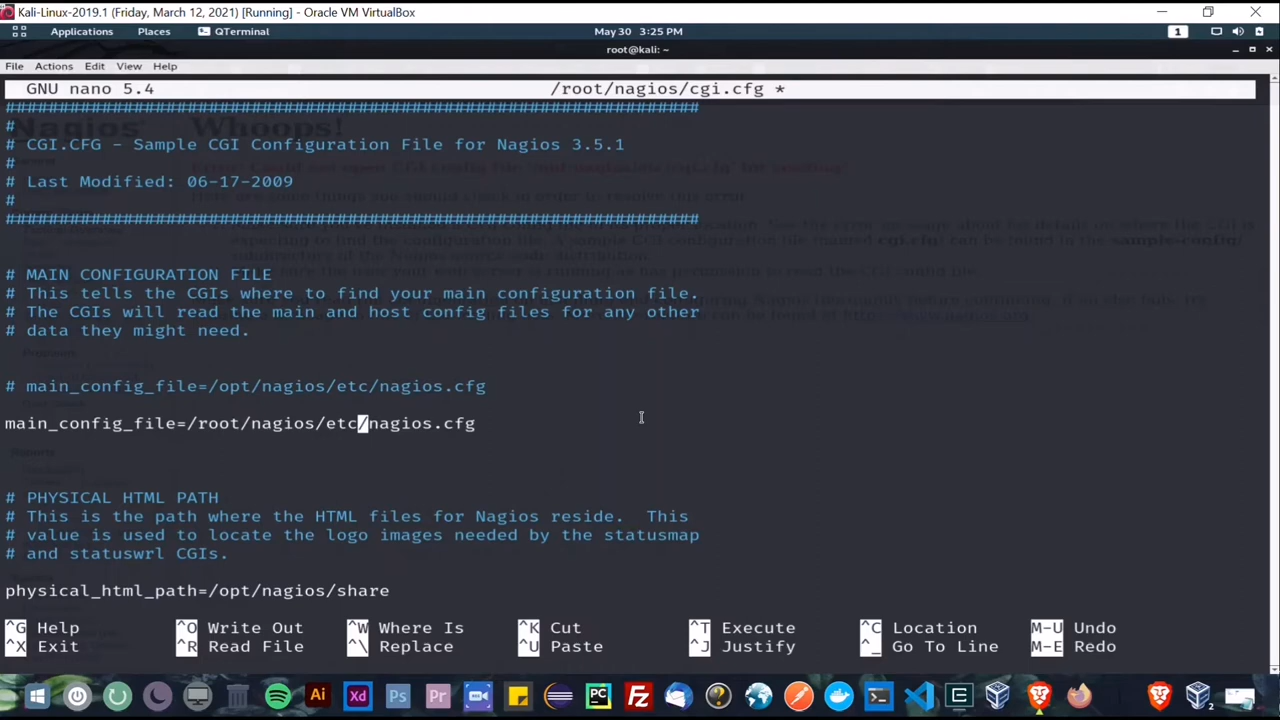 Kali-Linux-2019.1 (Friday, March 12, 2021) [Running] - Oracle VM VirtualBox
Applications Places QTerminal May 30 3:25 PM 1
root@kali: ~
File Actions Edit View Help
GNU nano 5.4 /root/nagios/cgi.cfg *
#################################################################
#
# CGI.CFG - Sample CGI Configuration File for Nagios 3.5.1
#
# Last Modified: 06-17-2009
#
#################################################################
# MAIN CONFIGURATION FILE
# This tells the CGIs where to find your main configuration file.
# The CGIs will read the main and host config files for any other
# data they might need.
# main_config_file=/opt/nagios/etc/nagios.cfg
main_config_file=/root/nagios/etc/nagios.cfg
# PHYSICAL HTML PATH
# This is the path where the HTML files for Nagios reside.  This
# value is used to locate the logo images needed by the statusmap
# and statuswrl CGIs.
physical_html_path=/opt/nagios/share
^G Help ^O Write Out ^W Where Is ^K Cut ^T Execute ^C Location M-U Undo
^X Exit ^R Read File ^\ Replace ^U Paste ^J Justify ^_ Go To Line M-E Redo